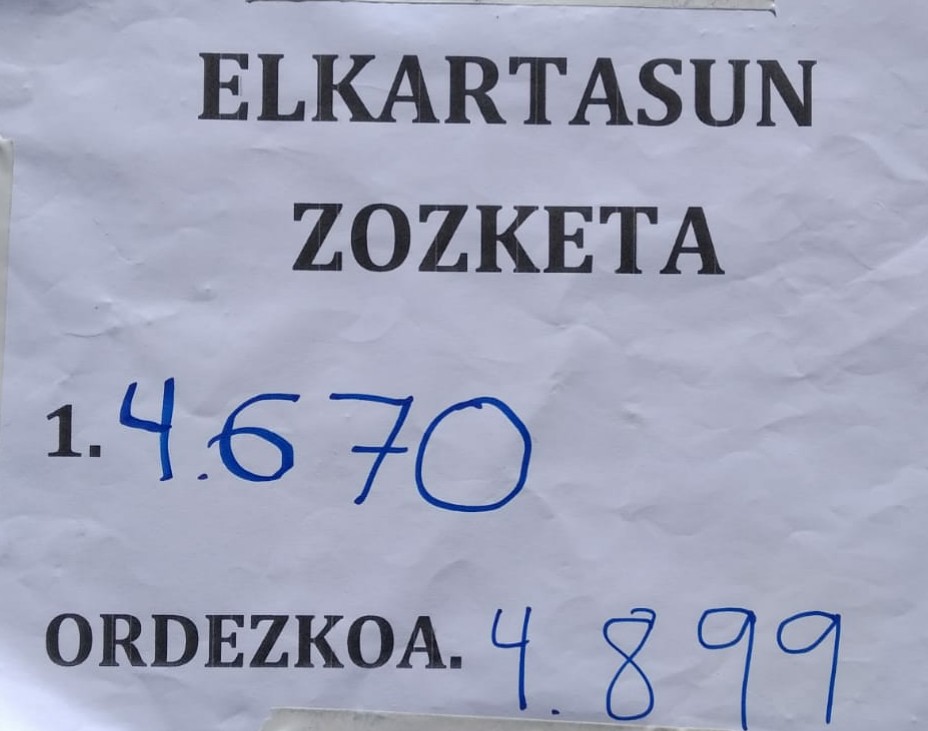 ELKARTASUN
ZOZKETA
1. 4.670
ORDEZKOA. 4.899